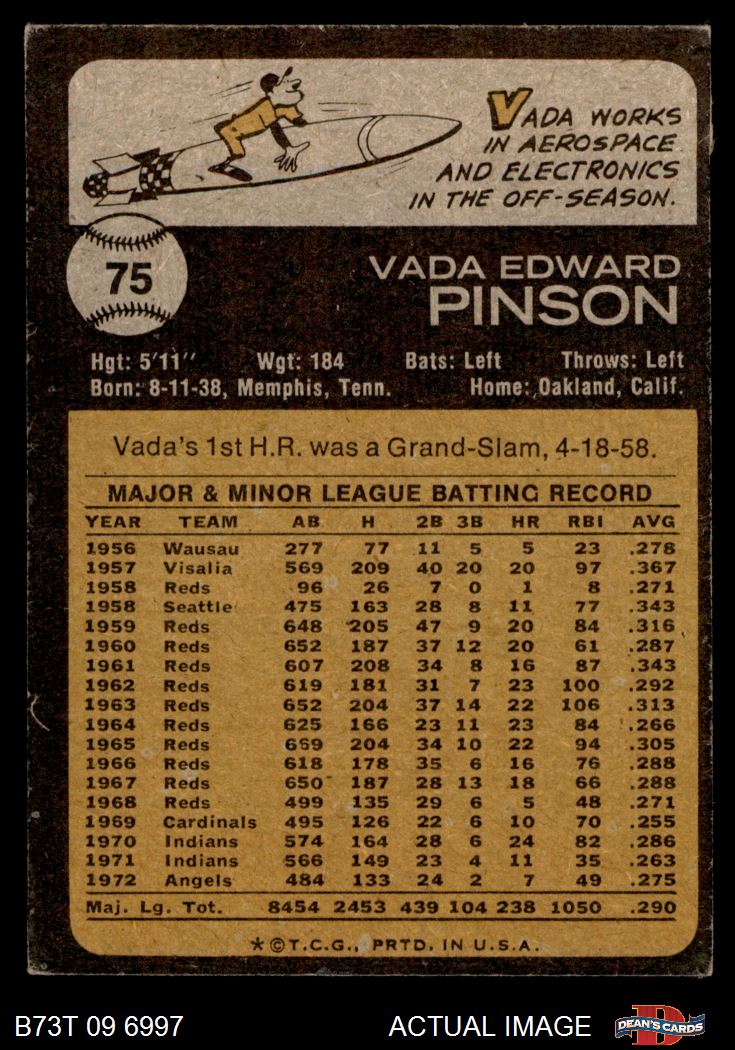 VADA WORKS
IN AEROSPACE
AND ELECTRONICS
IN THE OFF-SEASON.
75
VADA EDWARD
PINSON
Hgt: 5'11" Wgt: 184 Bats: Left Throws: Left
Born: 8-11-38, Memphis, Tenn. Home: Oakland, Calif.
Vada's 1st H.R. was a Grand-Slam, 4-18-58.
MAJOR & MINOR LEAGUE BATTING RECORD
YEAR TEAM AB H 2B 3B HR RBI AVG
1956 Wausau 277 77 11 5 5 23 .278
1957 Visalia 569 209 40 20 20 97 .367
1958 Reds 96 26 7 0 1 8 .271
1958 Seattle 475 163 28 8 11 77 .343
1959 Reds 648 205 47 9 20 84 .316
1960 Reds 652 187 37 12 20 61 .287
1961 Reds 607 208 34 8 16 87 .343
1962 Reds 619 181 31 7 23 100 .292
1963 Reds 652 204 37 14 22 106 .313
1964 Reds 625 166 23 11 23 84 .266
1965 Reds 669 204 34 10 22 94 .305
1966 Reds 618 178 35 6 16 76 .288
1967 Reds 650 187 28 13 18 66 .288
1968 Reds 499 135 29 6 5 48 .271
1969 Cardinals 495 126 22 6 10 70 .255
1970 Indians 574 164 28 6 24 82 .286
1971 Indians 566 149 23 4 11 35 .263
1972 Angels 484 133 24 2 7 49 .275
Maj. Lg. Tot. 8454 2453 439 104 238 1050 .290
*©T.C.G., PRTD. IN U.S.A.
B73T 09 6997 ACTUAL IMAGE D DEAN'S CARDS